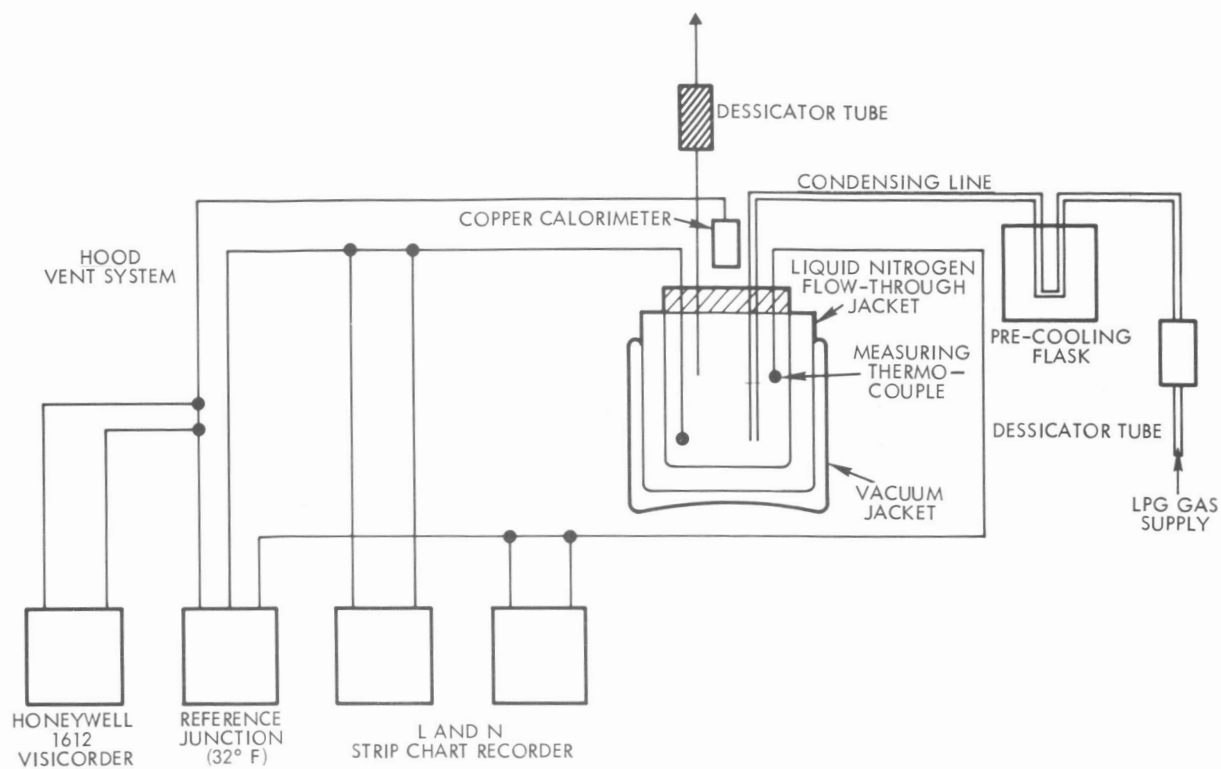 DESSICATOR TUBE
CONDENSING LINE
COPPER CALORIMETER
HOOD
VENT SYSTEM
LIQUID NITROGEN
FLOW-THROUGH
JACKET
PRE-COOLING
FLASK
MEASURING
THERMO-
COUPLE
DESSICATOR TUBE
VACUUM
JACKET
LPG GAS
SUPPLY
HONEYWELL
1612
VISICORDER
REFERENCE
JUNCTION
(32° F)
L AND N
STRIP CHART RECORDER